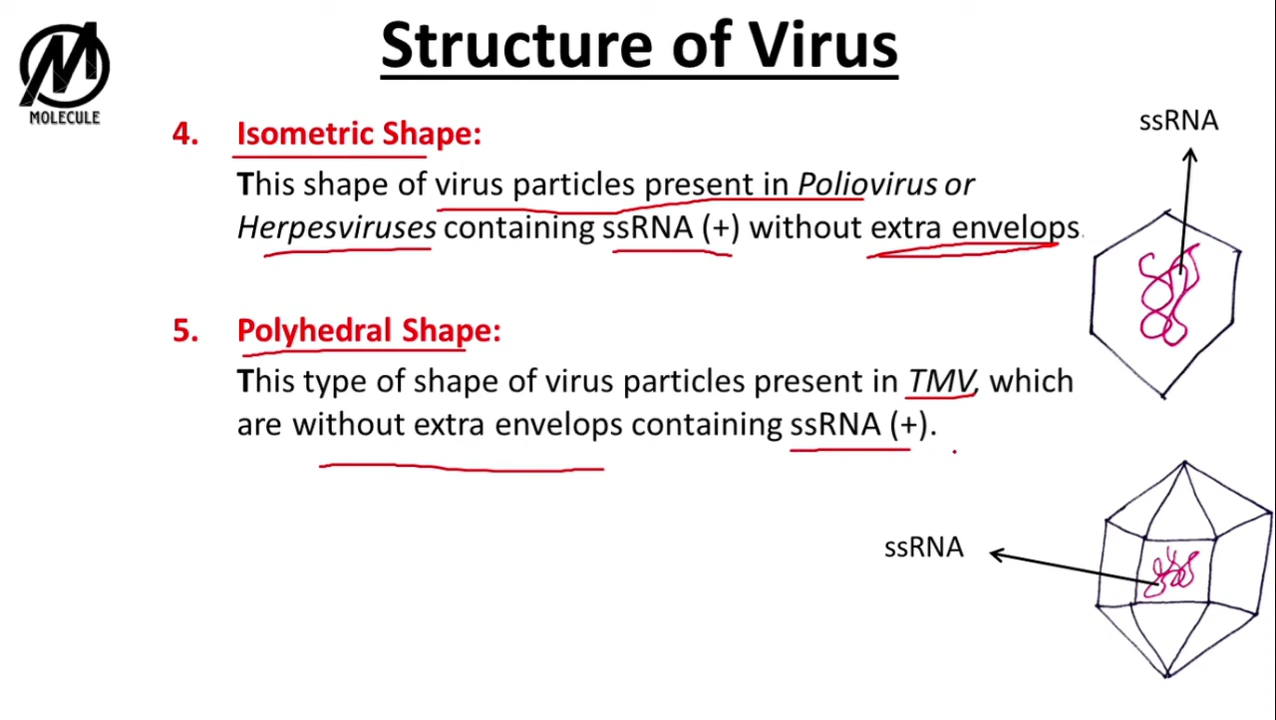 Structure of Virus
MOLECULE
ssRNA
4. Isometric Shape:
This shape of virus particles present in Poliovirus or
Herpesviruses containing ssRNA (+) without extra envelops.
5. Polyhedral Shape:
This type of shape of virus particles present in TMV, which
are without extra envelops containing ssRNA (+).
ssRNA